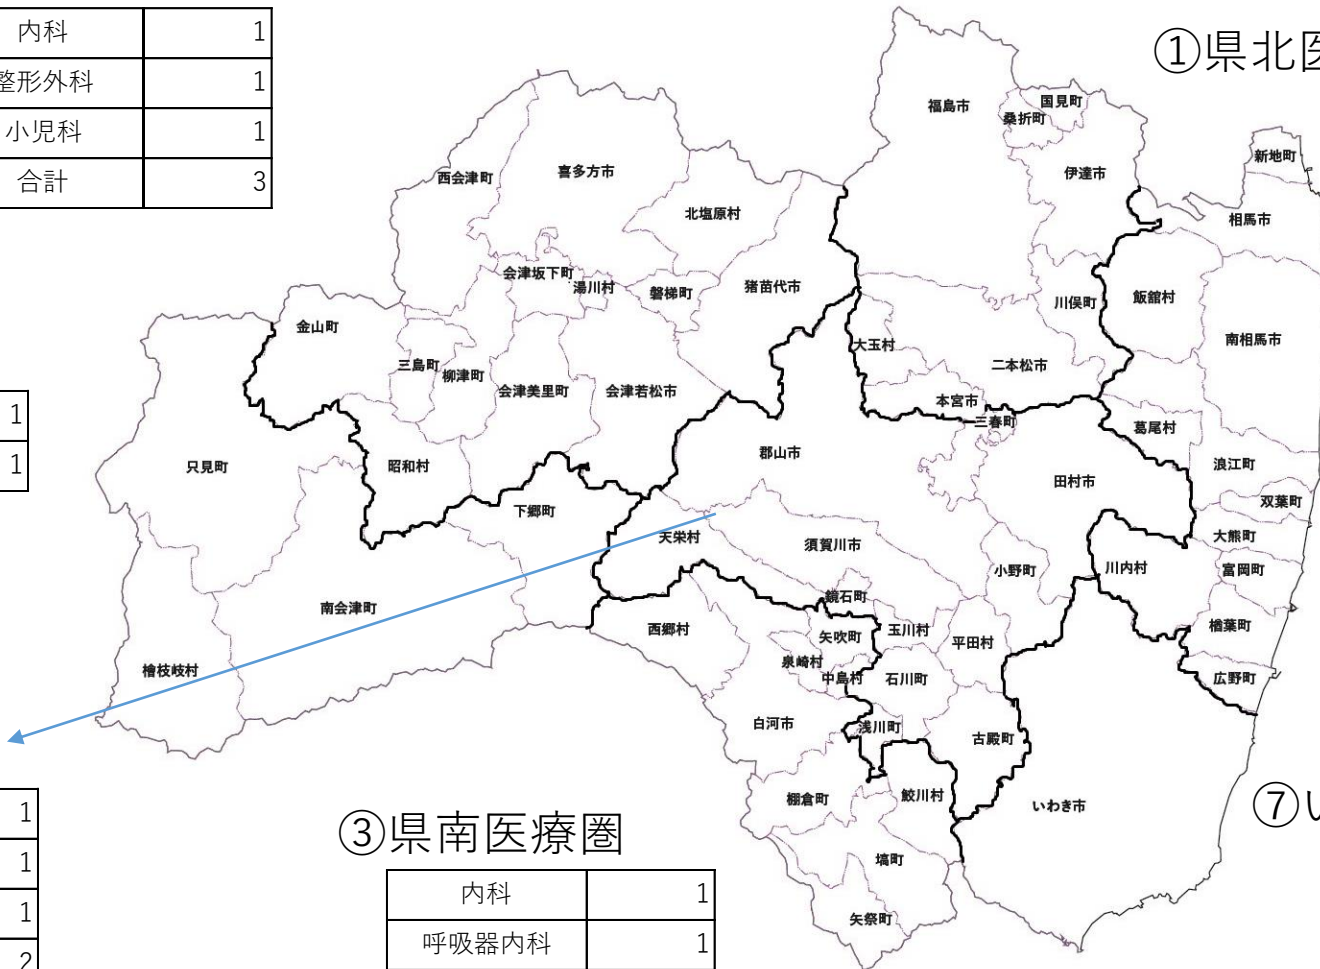 内科 1
整形外科 1
小児科 1
合計 3
①県北医
福島市
国見町
桑折町
伊達市
新地町
相馬市
西会津町
喜多方市
北塩原村
会津坂下町
湯川村
磐梯町
猪苗代市
川俣町
飯舘村
南相馬市
金山町
三島町
柳津町
会津美里町
会津若松市
大玉村
二本松市
本宮市
三春町
葛尾村
1
1
只見町
昭和村
郡山市
田村市
浪江町
双葉町
下郷町
天栄村
須賀川市
大熊町
小野町
川内村
富岡町
南会津町
鏡石町
西郷村
矢吹町
玉川村
平田村
楢葉町
檜枝岐村
泉崎村
中島村
石川町
広野町
白河市
浅川町
古殿町
棚倉町
鮫川村
いわき市
⑦い
塙町
矢祭町
1
1
1
2
③県南医療圏
内科 1
呼吸器内科 1